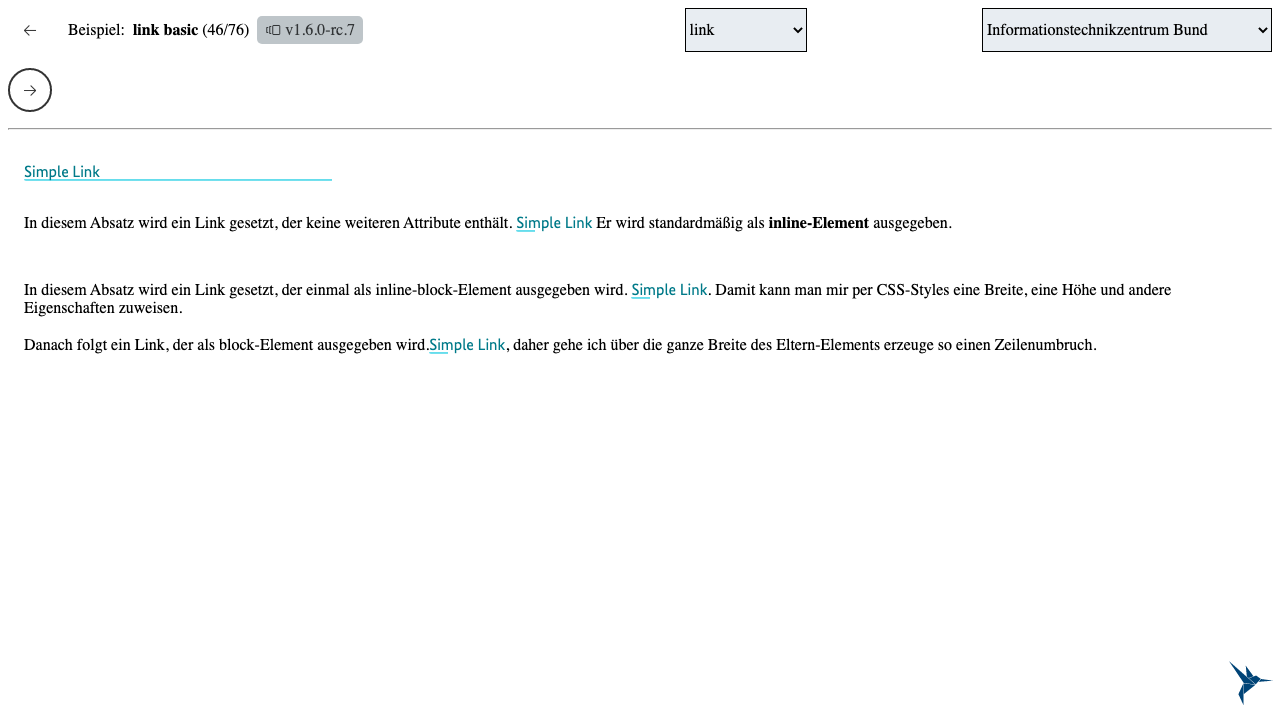 Beispiel: link basic (46/76) v1.6.0-rc.7 link Informationstechnikzentrum Bund
Simple Link
In diesem Absatz wird ein Link gesetzt, der keine weiteren Attribute enthält. Simple Link Er wird standardmäßig als inline-Element ausgegeben.
In diesem Absatz wird ein Link gesetzt, der einmal als inline-block-Element ausgegeben wird. Simple Link. Damit kann man mir per CSS-Styles eine Breite, eine Höhe und andere
Eigenschaften zuweisen.
Danach folgt ein Link, der als block-Element ausgegeben wird.Simple Link, daher gehe ich über die ganze Breite des Eltern-Elements erzeuge so einen Zeilenumbruch.